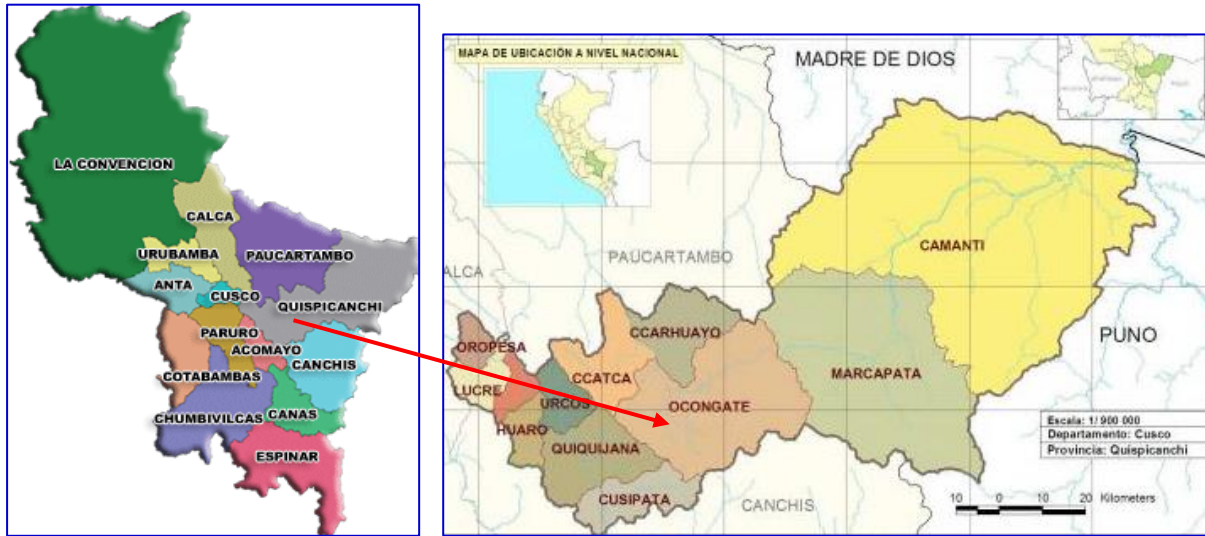 LA CONVENCION
CALCA
URUBAMBA
PAUCARTAMBO
ANTA
CUSCO
QUISPICANCHI
PARURO
ACOMAYO
CANCHIS
COTABAMBAS
CHUMBIVILCAS
CANAS
ESPINAR
MAPA DE UBICACIÓN A NIVEL NACIONAL
MADRE DE DIOS
CAMANTI
PAUCARTAMBO
ALCA
CCARHUAYO
PUNO
OROPESA
LUCRE
CCATCA
MARCAPATA
URCOS
OCONGATE
HUARO
QUIQUIJANA
CUSIPATA
CANCHIS
Escala: 1/ 900 000
Departamento: Cusco
Provincia: Quispicanchi
10 0 10 20 Kilometers